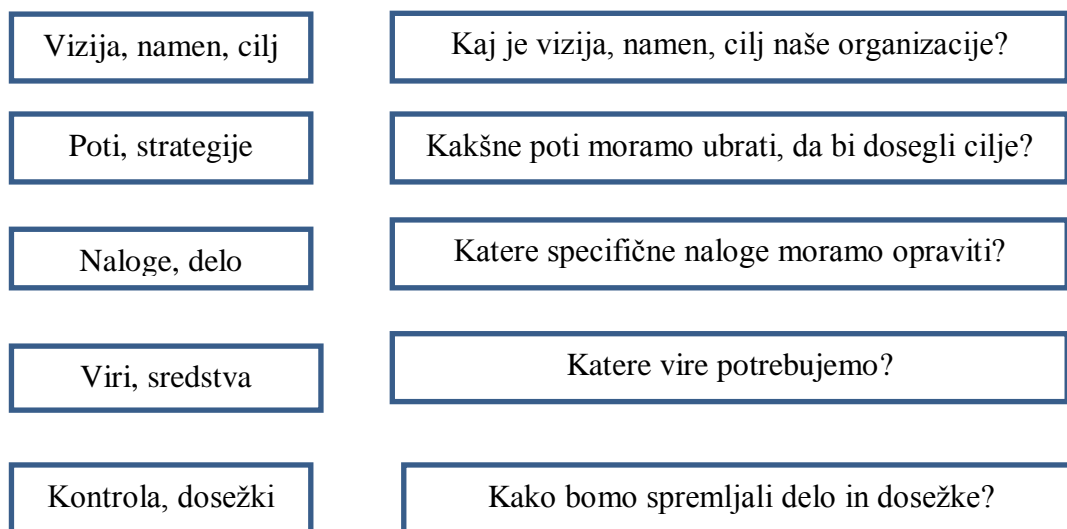 Vizija, namen, cilj
Kaj je vizija, namen, cilj naše organizacije?
Poti, strategije
Kakšne poti moramo ubrati, da bi dosegli cilje?
Naloge, delo
Katere specifične naloge moramo opraviti?
Viri, sredstva
Katere vire potrebujemo?
Kontrola, dosežki
Kako bomo spremljali delo in dosežke?